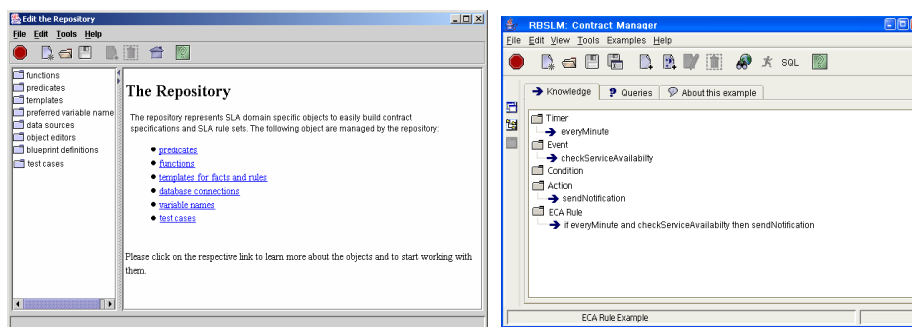 Edit the Repository
File Edit Tools Help
functions
predicates
templates
preferred variable name
data sources
object editors
blueprint definitions
test cases
The Repository
The repository represents SLA domain specific objects to easily build contract
specifications and SLA rule sets. The following object are managed by the repository:
predicates
functions
templates for facts and rules
database connections
variable names
test cases
Please click on the respective link to learn more about the objects and to start working with
them.
RBSLM: Contract Manager
File Edit View Tools Examples Help
SQL
Knowledge ? Queries About this example
Timer
everyMinute
Event
checkServiceAvailabilty
Condition
Action
sendNotification
ECA Rule
if everyMinute and checkServiceAvailabilty then sendNotification
ECA Rule Example